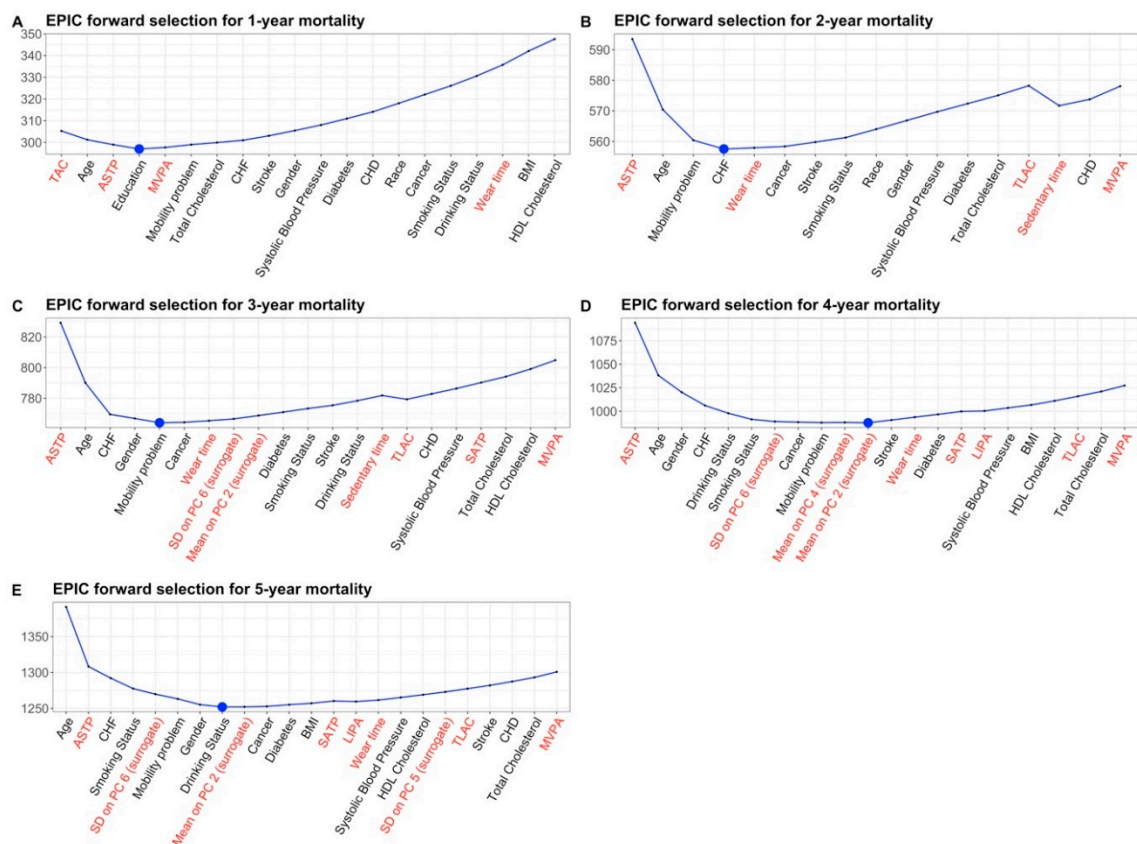 A EPIC forward selection for 1-year mortality
350
340
330
320
310
300
TAC
Age
ASTP
Education
MVPA
Mobility problem
Total Cholesterol
CHF
Stroke
Gender
Systolic Blood Pressure
Diabetes
CHD
Race
Cancer
Smoking Status
Drinking Status
Wear time
BMI
HDL Cholesterol
B EPIC forward selection for 2-year mortality
590
580
570
560
ASTP
Age
Mobility problem
CHF
Wear time
Cancer
Stroke
Smoking Status
Race
Gender
Systolic Blood Pressure
Diabetes
Total Cholesterol
TLAC
Sedentary time
CHD
MVPA
C EPIC forward selection for 3-year mortality
820
800
780
ASTP
Age
CHF
Gender
Mobility problem
Cancer
Wear time
SD on PC 6 (surrogate)
Mean on PC 2 (surrogate)
Diabetes
Smoking Status
Stroke
Drinking Status
Sedentary time
TLAC
CHD
Systolic Blood Pressure
SATP
Total Cholesterol
HDL Cholesterol
MVPA
D EPIC forward selection for 4-year mortality
1075
1050
1025
1000
ASTP
Age
Gender
CHF
Drinking Status
Smoking Status
SD on PC 6 (surrogate)
Cancer
Mobility problem
Mean on PC 4 (surrogate)
Mean on PC 2 (surrogate)
Stroke
Wear time
Diabetes
SATP
LIPA
Systolic Blood Pressure
BMI
HDL Cholesterol
TLAC
Total Cholesterol
MVPA
E EPIC forward selection for 5-year mortality
1350
1300
1250
Age
ASTP
CHF
Smoking Status
SD on PC 6 (surrogate)
Mobility problem
Gender
Drinking Status
Mean on PC 2 (surrogate)
Cancer
Diabetes
BMI
SATP
LIPA
Wear time
Systolic Blood Pressure
HDL Cholesterol
SD on PC 5 (surrogate)
TLAC
Stroke
CHD
Total Cholesterol
MVPA